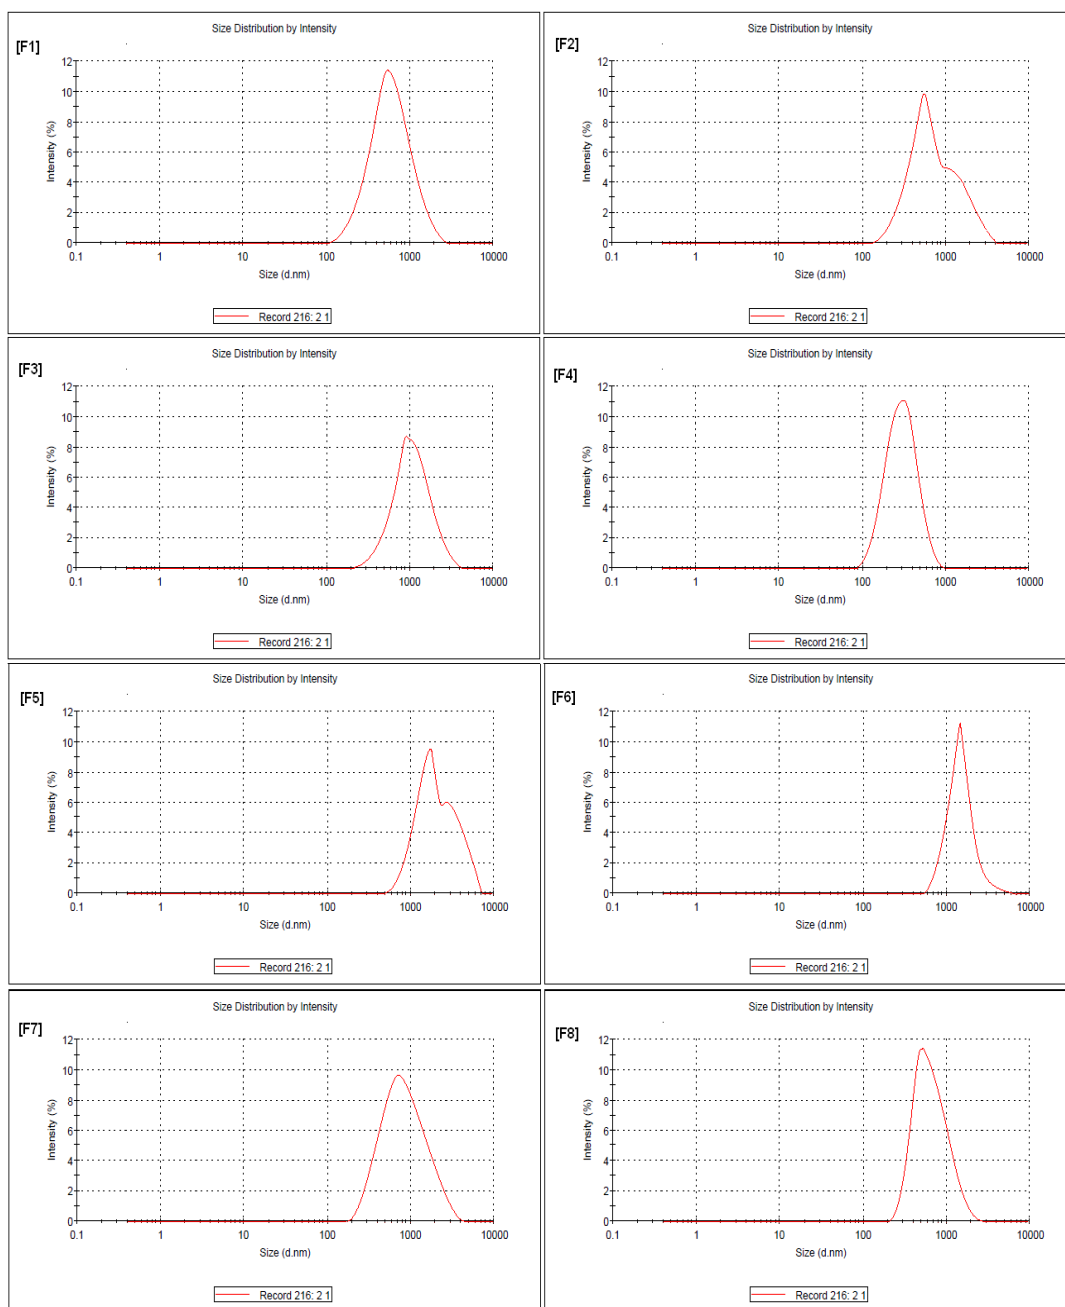 Size Distribution by Intensity
[F1]
12
10
8
6
4
2
0
Intensity (%)
0.1 1 10 100 1000 10000
Size (d.nm)
Record 216: 2 1
Size Distribution by Intensity
[F2]
12
10
8
6
4
2
0
Intensity (%)
0.1 1 10 100 1000 10000
Size (d.nm)
Record 216: 2 1
Size Distribution by Intensity
[F3]
12
10
8
6
4
2
0
Intensity (%)
0.1 1 10 100 1000 10000
Size (d.nm)
Record 216: 2 1
Size Distribution by Intensity
[F4]
12
10
8
6
4
2
0
Intensity (%)
0.1 1 10 100 1000 10000
Size (d.nm)
Record 216: 2 1
Size Distribution by Intensity
[F5]
12
10
8
6
4
2
0
Intensity (%)
0.1 1 10 100 1000 10000
Size (d.nm)
Record 216: 2 1
Size Distribution by Intensity
[F6]
12
10
8
6
4
2
0
Intensity (%)
0.1 1 10 100 1000 10000
Size (d.nm)
Record 216: 2 1
Size Distribution by Intensity
[F7]
12
10
8
6
4
2
0
Intensity (%)
0.1 1 10 100 1000 10000
Size (d.nm)
Record 216: 2 1
Size Distribution by Intensity
[F8]
12
10
8
6
4
2
0
Intensity (%)
0.1 1 10 100 1000 10000
Size (d.nm)
Record 216: 2 1